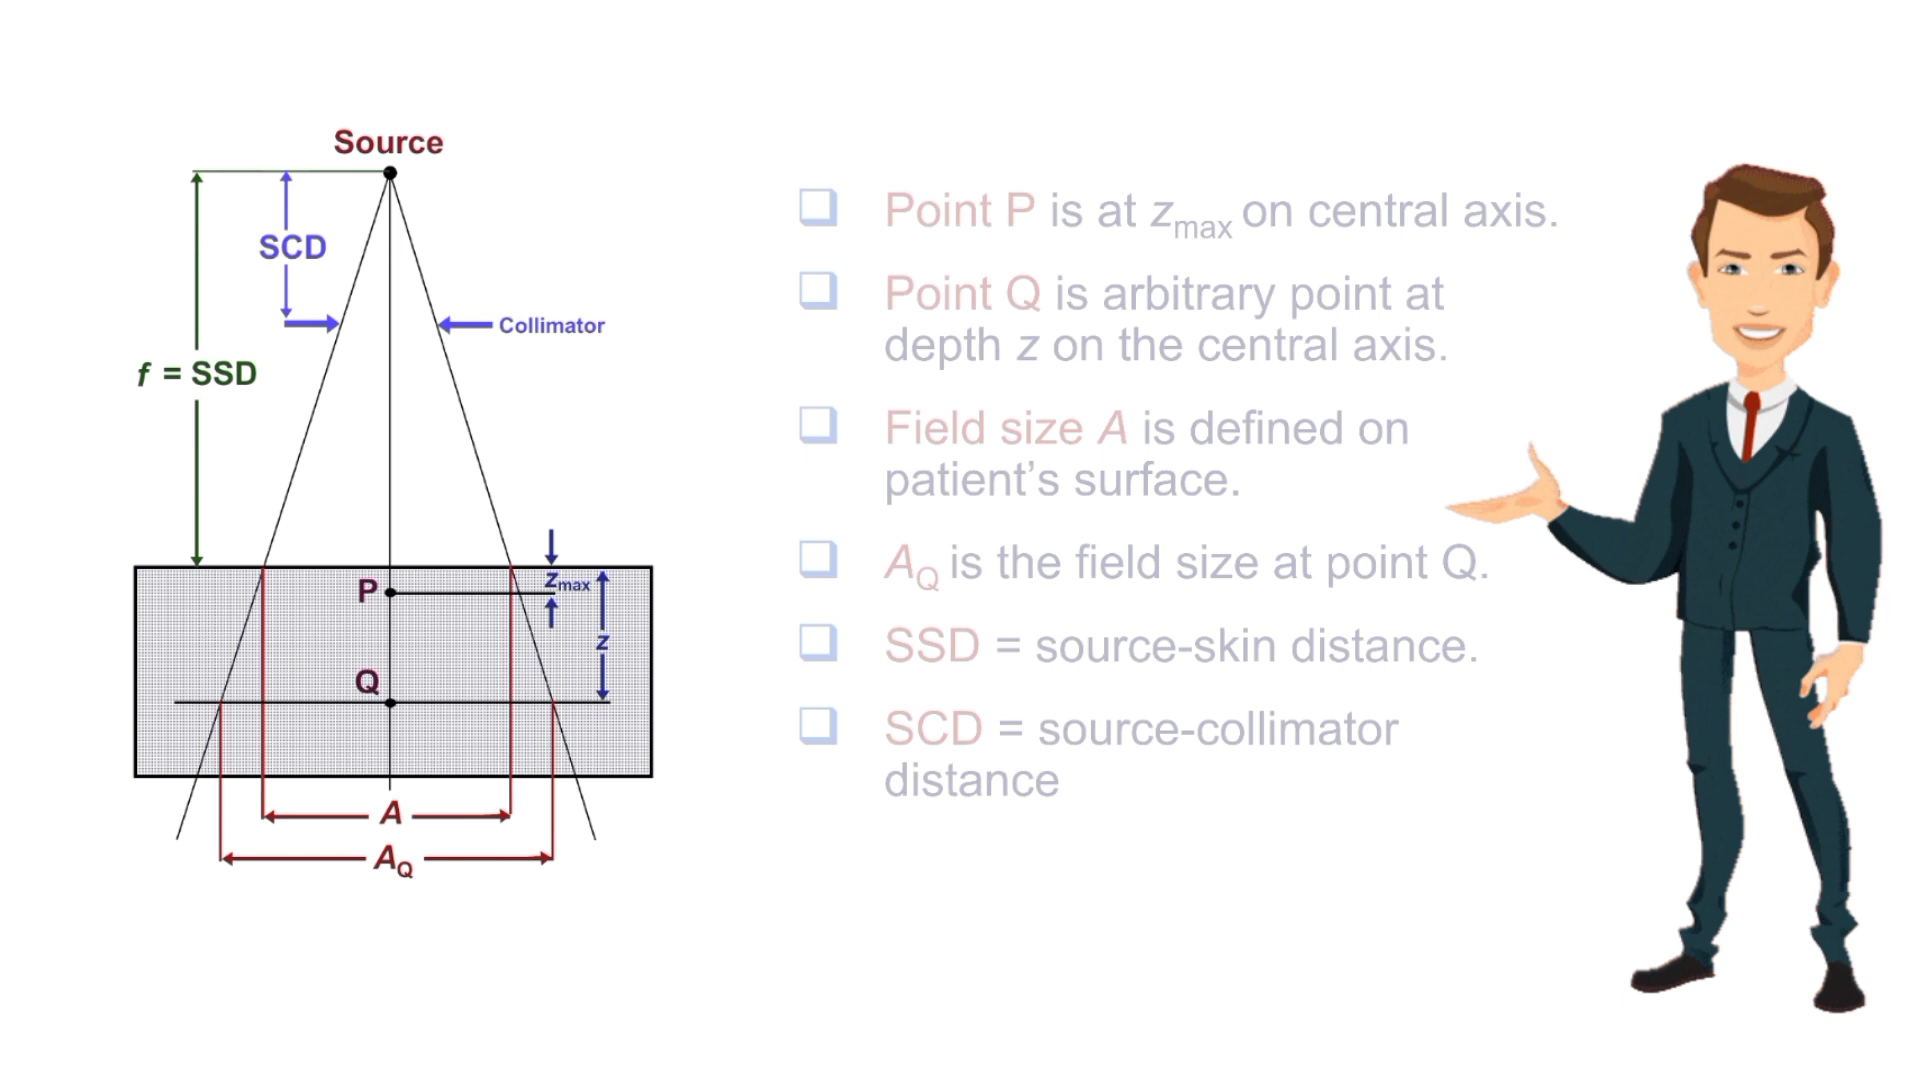 Source
SCD
Collimator
f = SSD
P
zmax
z
Q
A
AQ
❑ Point P is at zmax on central axis.
❑ Point Q is arbitrary point at
depth z on the central axis.
❑ Field size A is defined on
patient’s surface.
❑ AQ is the field size at point Q.
❑ SSD = source-skin distance.
❑ SCD = source-collimator
distance